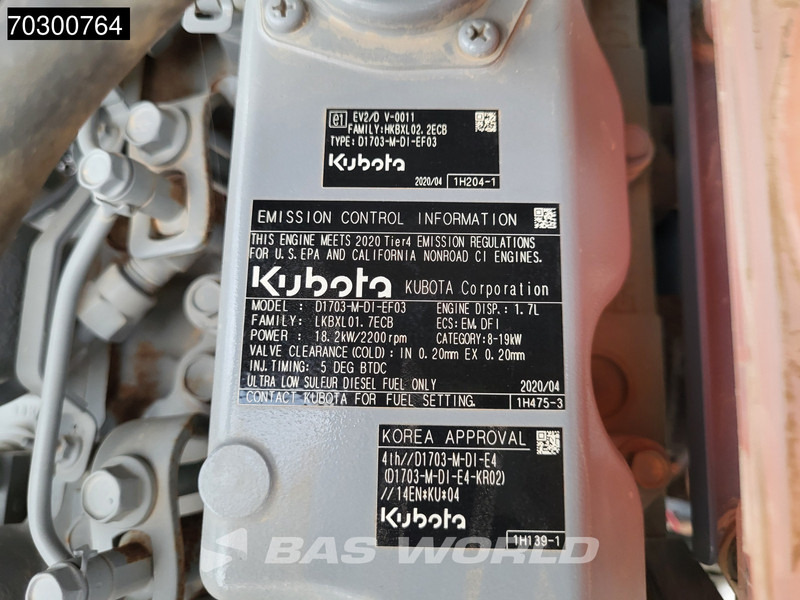 70300764
e1 EV2/D V-0011
FAMILY:HKBXL02.2ECB
TYPE: D1703-M-DI-EF03
Kubota
2020/04 1H204-1
EMISSION CONTROL INFORMATION
THIS ENGINE MEETS 2020 Tier4 EMISSION REGULATIONS
FOR U.S.EPA AND CALIFORNIA NONROAD CI ENGINES.
Kubota KUBOTA Corporation
MODEL : D1703-M-DI-EF03 ENGINE DISP.: 1.7L
FAMILY: LKBXL01.7ECB ECS: EM, DFI
POWER : 18.2kW/2200rpm CATEGORY: 8-19kW
VALVE CLEARANCE (COLD) : IN 0.20mm EX 0.20mm
INJ.TIMING: 5 DEG BTDC
ULTRA LOW SULFUR DIESEL FUEL ONLY 2020/04
CONTACT KUBOTA FOR FUEL SETTING. 1H475-3
KOREA APPROVAL
4th//D1703-M-DI-E4
(D1703-M-DI-E4-KR02)
//14EN*KU*04
Kubota
1H139-1
BAS WORLD